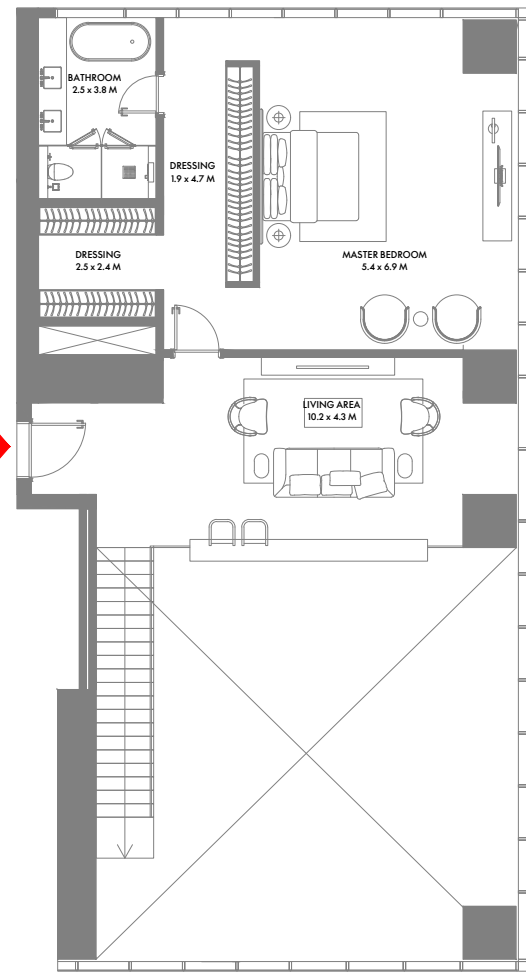 BATHROOM
2.5 x 3.8 M
DRESSING
1.9 x 4.7 M
DRESSING
2.5 x 2.4 M
MASTER BEDROOM
5.4 x 6.9 M
LIVING AREA
10.2 x 4.3 M